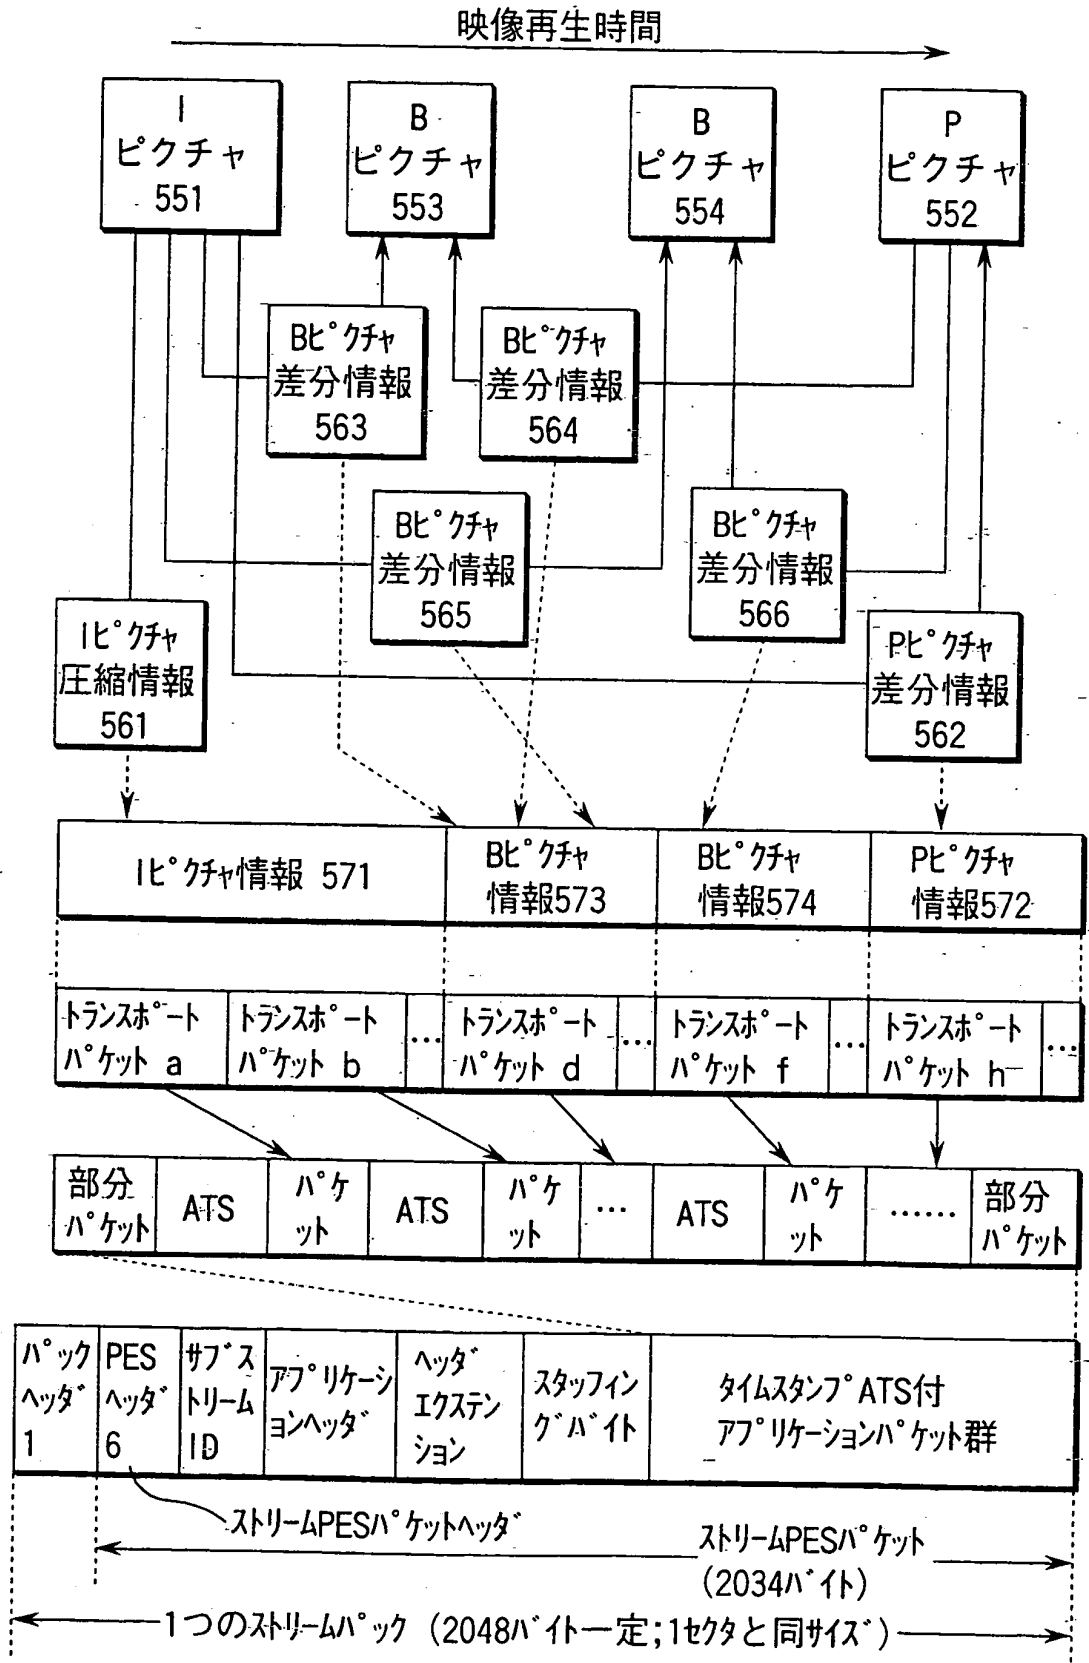 映像再生時間
I
ピクチャ
551
B
ピクチャ
553
B
ピクチャ
554
P
ピクチャ
552
Bピクチャ
差分情報
563
Bピクチャ
差分情報
564
Bピクチャ
差分情報
565
Bピクチャ
差分情報
566
Iピクチャ
圧縮情報
561
Pピクチャ
差分情報
562
Iピクチャ情報 571
Bピクチャ
情報573
Bピクチャ
情報574
Pピクチャ
情報572
トランスポート
パケット a
トランスポート
パケット b
…
トランスポート
パケット d
…
トランスポート
パケット f
…
トランスポート
パケット h
…
部分
パケット
ATS
パケ
ット
ATS
パケ
ット
…
ATS
パケ
ット
……
部分
パケット
パック
ヘッダ
1
PES
ヘッダ
6
サブス
トリーム
ID
アプリケーシ
ョンヘッダ
ヘッダ
エクステン
ション
スタッフィン
グバイト
タイムスタンプATS付
アプリケーションパケット群
ストリームPESパケットヘッダ
ストリームPESパケット
(2034バイト)
1つのストリームパック (2048バイト一定;1セクタと同サイズ)